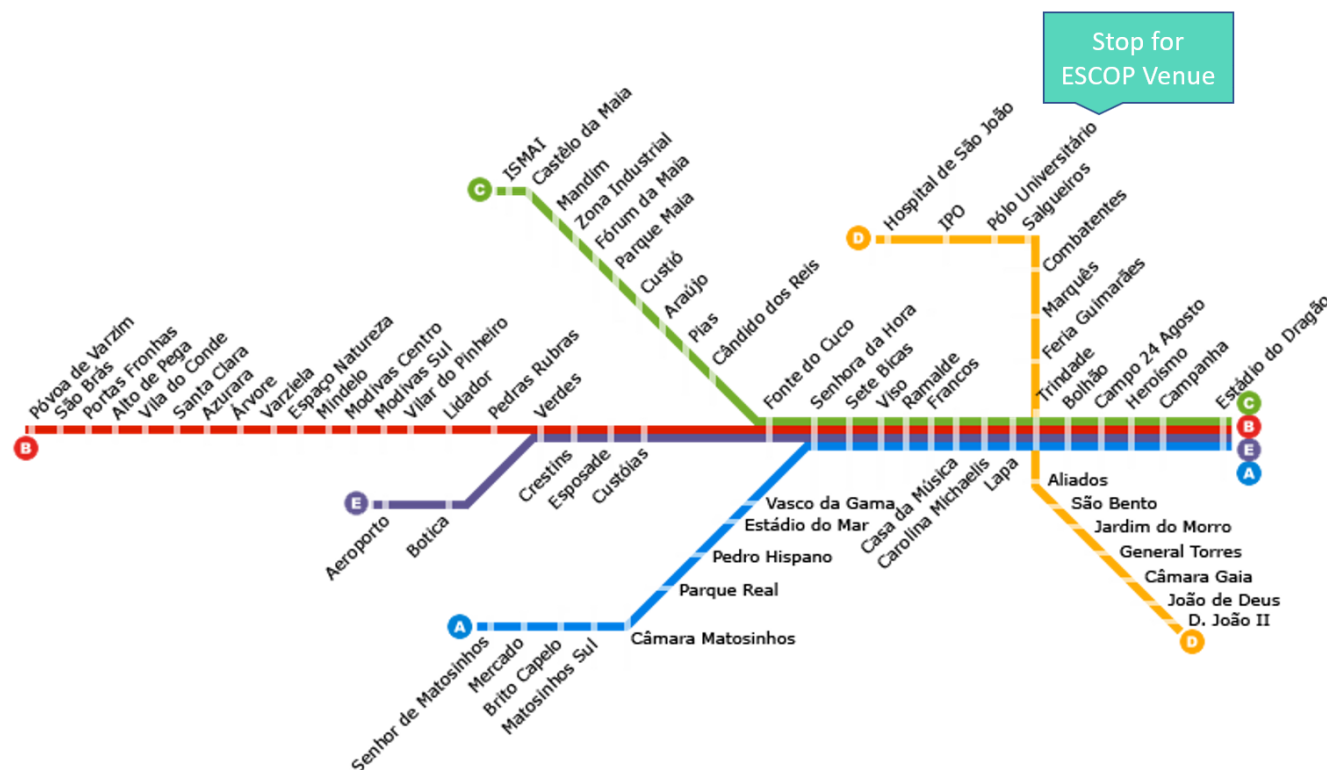 Stop for
ESCOP Venue
C
ISMAI
Castêlo da Maia
Mandim
Zona Industrial
Fórum da Maia
Parque Maia
Custió
Araújo
Pias
Cândido dos Reis
D
Hospital de São João
IPO
Pólo Universitário
Salgueiros
Combatentes
Marquês
Feria Guimarães
Póvoa de Varzim
São Brás
Portas Fronhas
Alto de Pega
Vila do Conde
Santa Clara
Azurara
Árvore
Varziela
Espaço Natureza
Mindelo
Modivas Centro
Modivas Sul
Vilar do Pinheiro
Lidador
Pedras Rubras
Verdes
Fonte do Cuco
Senhora da Hora
Sete Bicas
Viso
Ramalde
Francos
Trindade
Bolhão
Campo 24 Agosto
Heroísmo
Campanha
Estádio do Dragão
C
B
B
E
A
E
Aeroporto
Botica
Crestins
Esposade
Custóias
Casa da Música
Carolina Michaelis
Lapa
Vasco da Gama
Estádio do Mar
Pedro Hispano
Parque Real
Câmara Matosinhos
A
Senhor de Matosinhos
Mercado
Brito Capelo
Matosinhos Sul
Aliados
São Bento
Jardim do Morro
General Torres
Câmara Gaia
João de Deus
D. João II
D